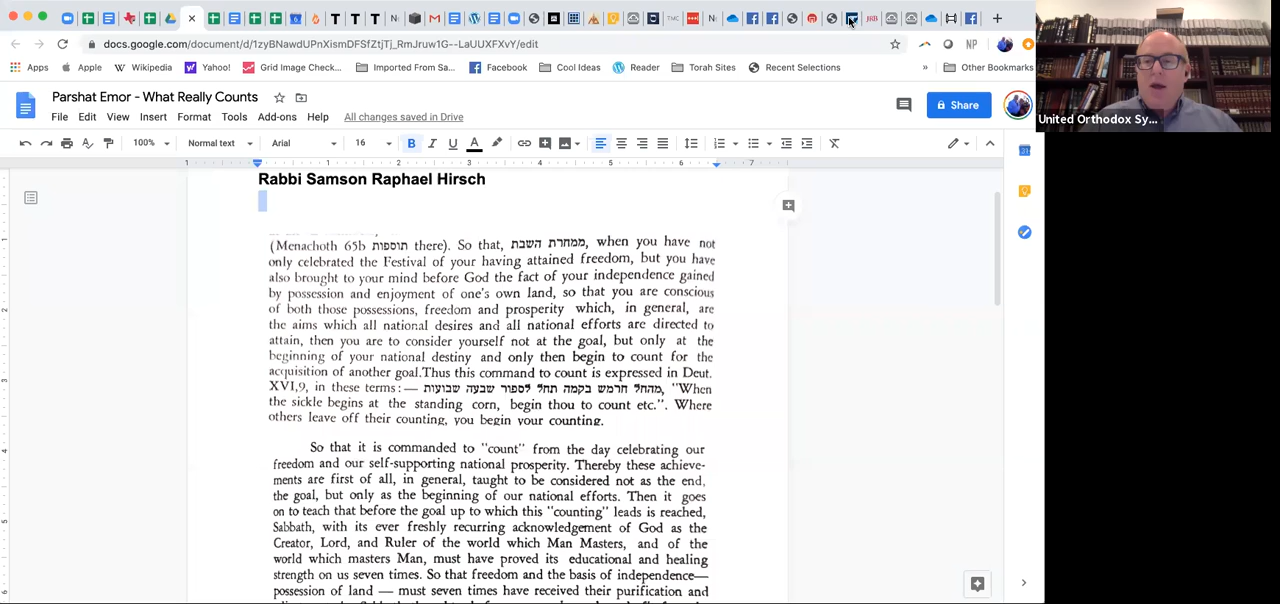 docs.google.com/document/d/1zyBNawdUPnXismDFSfZtjTj_RmJruw1G--LaUUXFXvY/edit
NP
Apps
Apple
Wikipedia
Yahoo!
Grid Image Check...
Imported From Sa...
Facebook
Cool Ideas
Reader
Torah Sites
Recent Selections
»
Other Bookmarks
United Orthodox Sy...
Parshat Emor - What Really Counts
File Edit View Insert Format Tools Add-ons Help All changes saved in Drive
Share
100% Normal text Arial 16 B I U A
1 1 2 3 4 5 6 7
Rabbi Samson Raphael Hirsch
(Menachoth 65b תוספות there). So that, ממחרת השבת, when you have not
only celebrated the Festival of your having attained freedom, but you have
also brought to your mind before God the fact of your independence gained
by possession and enjoyment of one's own land, so that you are conscious
of both those possessions, freedom and prosperity which, in general, are
the aims which all national desires and all national efforts are directed to
attain, then you are to consider yourself not at the goal, but only at the
beginning of your national destiny and only then begin to count for the
acquisition of another goal.Thus this command to count is expressed in Deut.
XVI,9, in these terms: — מהחל חרמש בקמה תחל לספור שבעה שבועות, "When
the sickle begins at the standing corn, begin thou to count etc.". Where
others leave off their counting, you begin your counting.
So that it is commanded to "count" from the day celebrating our
freedom and our self-supporting national prosperity. Thereby these achieve-
ments are first of all, in general, taught to be considered not as the end,
the goal, but only as the beginning of our national efforts. Then it goes
on to teach that before the goal up to which this "counting" leads is reached,
Sabbath, with its ever freshly recurring acknowledgement of God as the
Creator, Lord, and Ruler of the world which Man Masters, and of the
world which masters Man, must have proved its educational and healing
strength on us seven times. So that freedom and the basis of independence—
possession of land — must seven times have received their purification and